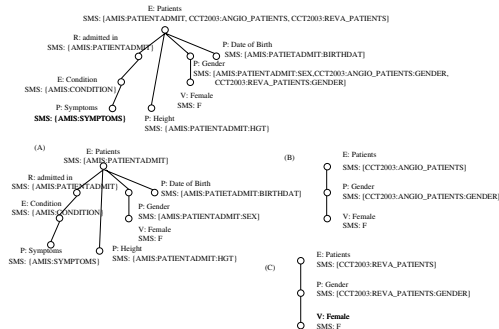 E: Patients
SMS: {AMIS:PATIENTADMIT, CCT2003:ANGIO_PATIENTS, CCT2003:REVA_PATIENTS}
R: admitted in
SMS: {AMIS:PATIENTADMIT}
P: Date of Birth
SMS: {AMIS:PATIETADMIT:BIRTHDAT}
P: Gender
SMS: {AMIS:PATIENTADMIT:SEX,CCT2003:ANGIO_PATIENTS:GENDER,
CCT2003:REVA_PATIENTS:GENDER}
E: Condition
SMS: {AMIS:CONDITION}
V: Female
SMS: F
P: Symptoms
SMS: {AMIS:SYMPTOMS}
P: Height
SMS: {AMIS:PATIENTADMIT:HGT}
(A)
E: Patients
SMS: {AMIS:PATIENTADMIT}
R: admitted in
SMS: {AMIS:PATIENTADMIT}
P: Date of Birth
SMS: {AMIS:PATIENTADMIT:BIRTHDAT}
E: Condition
SMS: {AMIS:CONDITION}
P: Gender
SMS: {AMIS:PATIENTADMIT:SEX}
V: Female
SMS: F
P: Symptoms
SMS: {AMIS:SYMPTOMS}
P: Height
SMS: {AMIS:PATIENTADMIT:HGT}
(B)
E: Patients
SMS: {CCT2003:ANGIO_PATIENTS}
P: Gender
SMS: {CCT2003:ANGIO_PATIENTS:GENDER}
V: Female
SMS: F
(C)
E: Patients
SMS: {CCT2003:REVA_PATIENTS}
P: Gender
SMS: {CCT2003:REVA_PATIENTS:GENDER}
V: Female
SMS: F